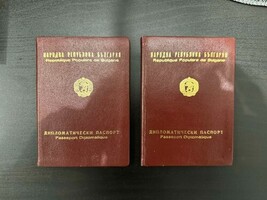 НАРОДНА РЕПУБЛИКА БЪЛГАРИЯ
République Populaire de Bulgarie
ДИПЛОМАТИЧЕСКИ ПАСПОРТ
Passeport Diplomatique
НАРОДНА РЕПУБЛИКА БЪЛГАРИЯ
République Populaire de Bulgarie
ДИПЛОМАТИЧЕСКИ ПАСПОРТ
Passeport Diplomatique